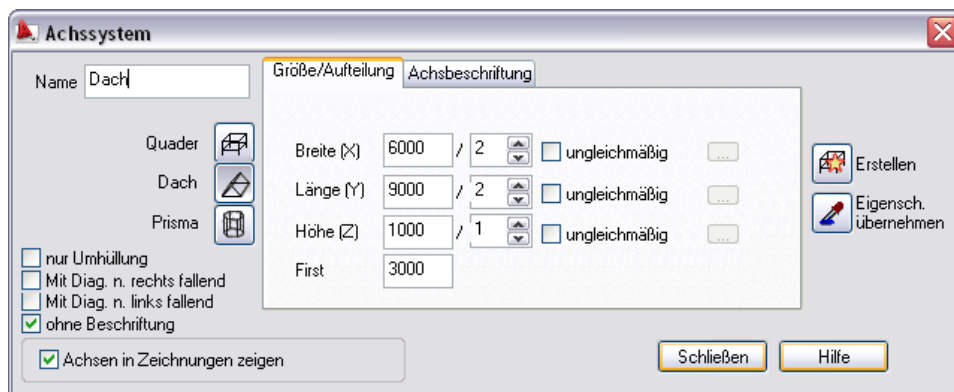 Achssystem
Name Dach
Größe/Aufteilung Achsbeschriftung
Quader
Dach
Prisma
Breite (X) 6000 / 2 ungleichmäßig ...
Länge (Y) 9000 / 2 ungleichmäßig ...
Höhe (Z) 1000 / 1 ungleichmäßig ...
First 3000
Erstellen
Eigensch.
übernehmen
nur Umhüllung
Mit Diag. n. rechts fallend
Mit Diag. n. links fallend
ohne Beschriftung
Achsen in Zeichnungen zeigen
Schließen Hilfe